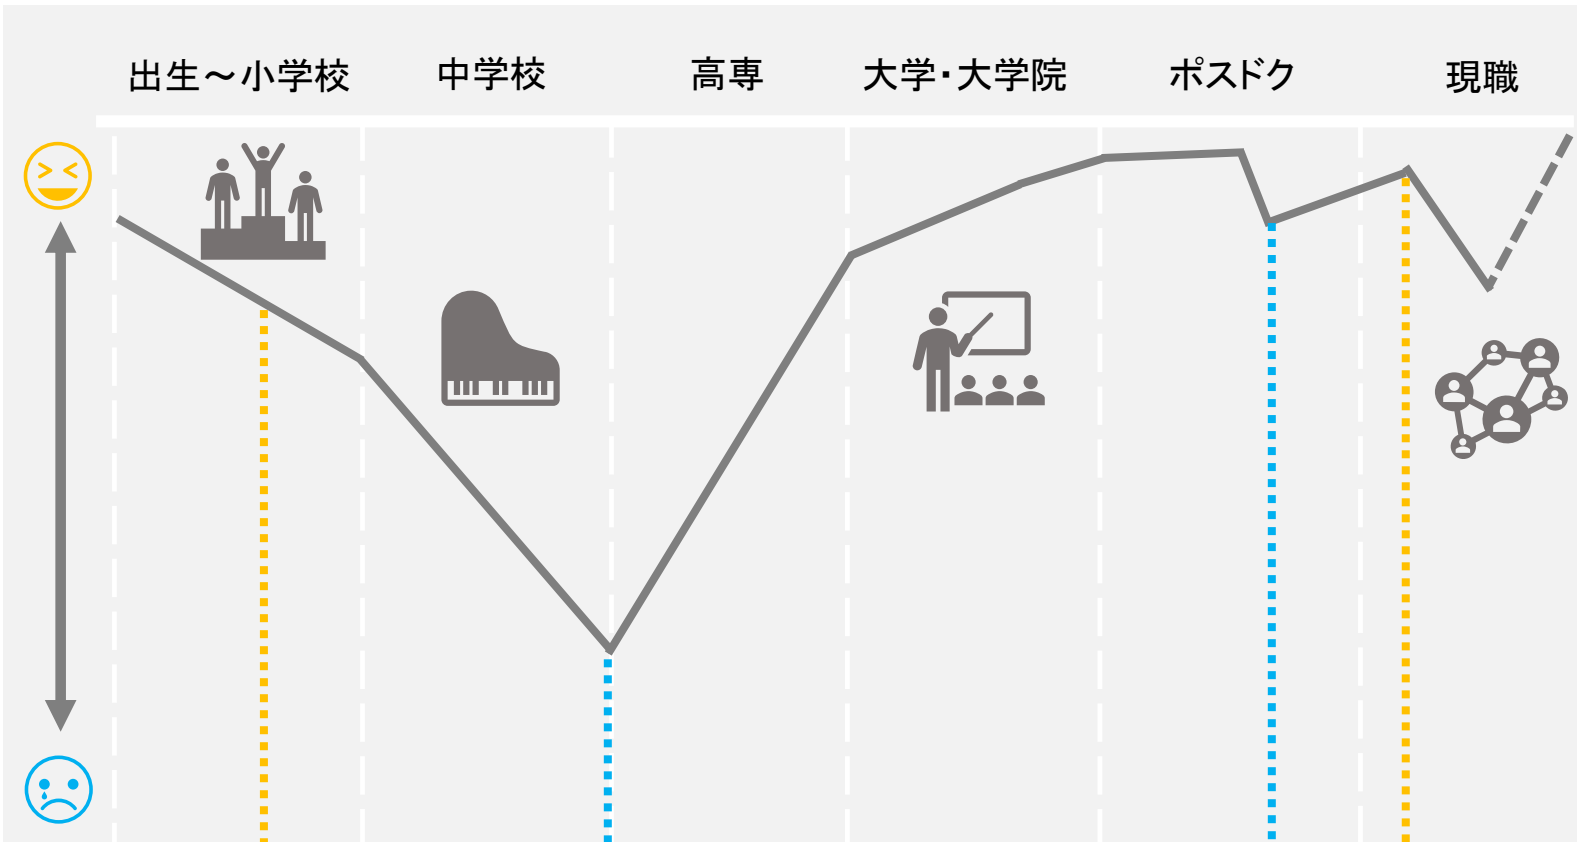 出生～小学校
中学校
高専
大学・大学院
ポスドク
現職